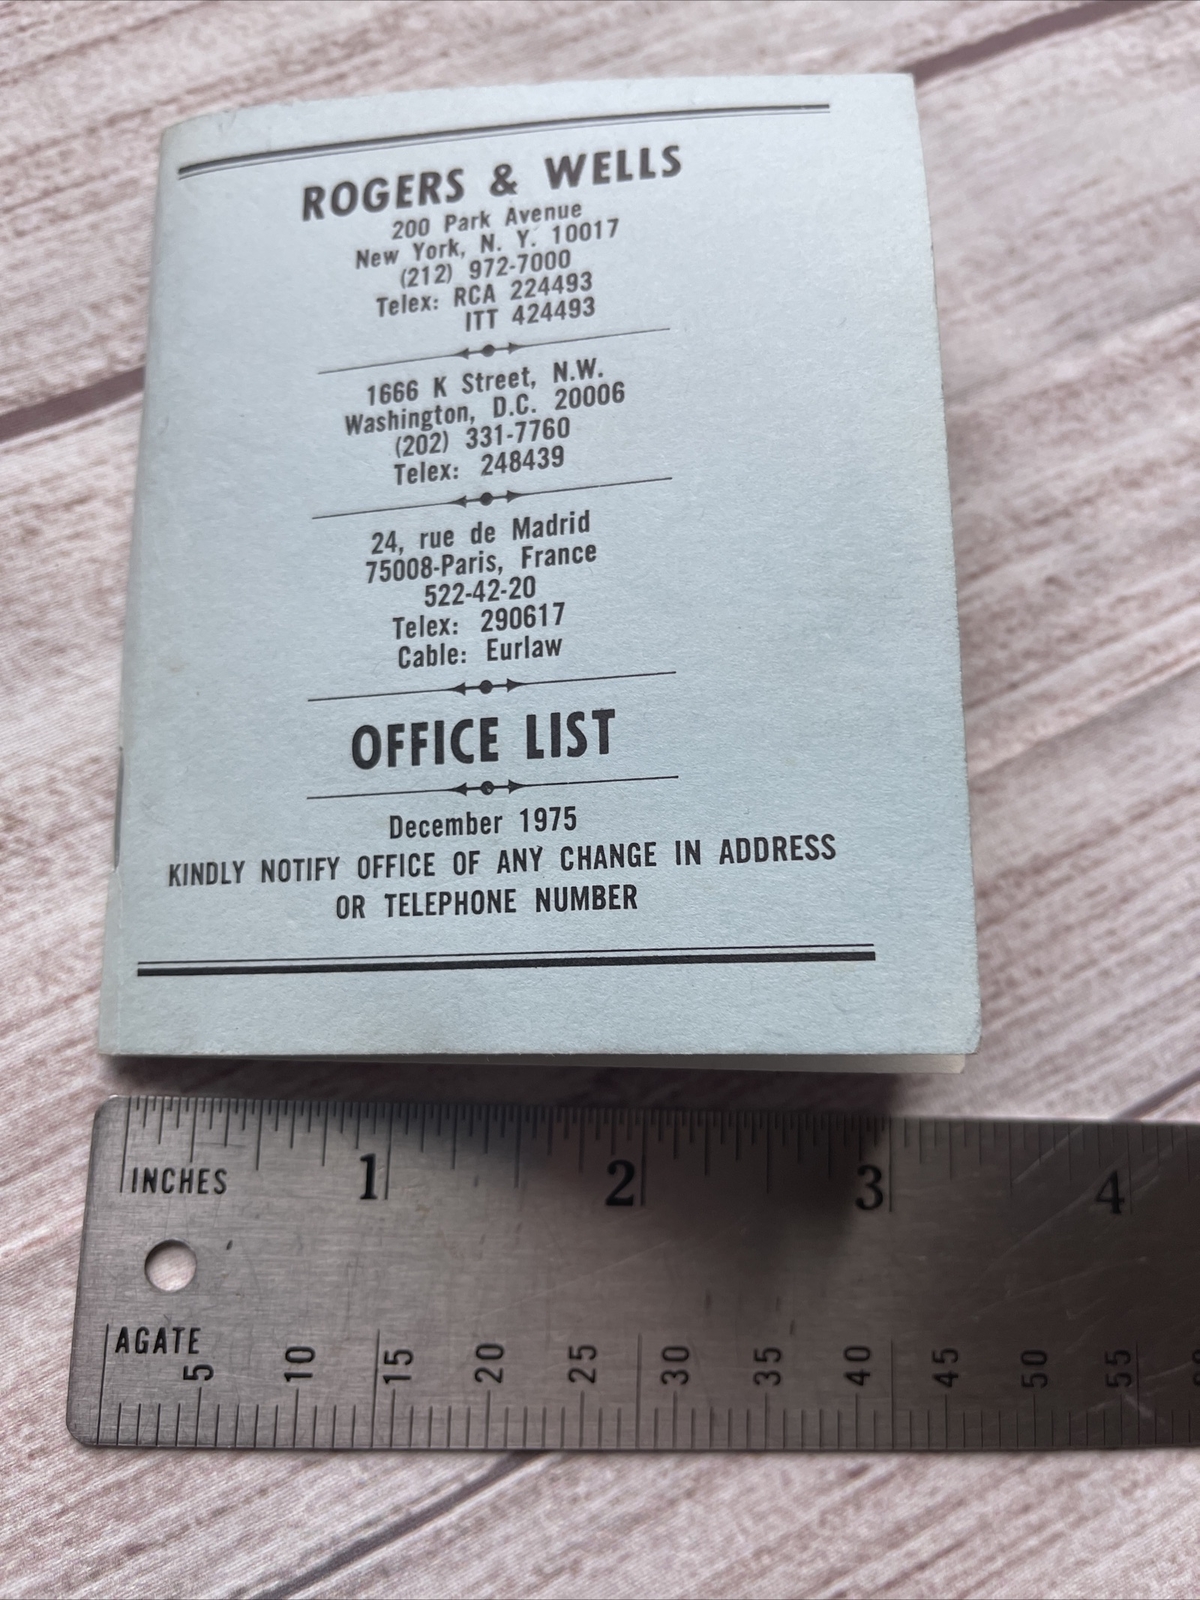 ROGERS & WELLS
200 Park Avenue
New York, N. Y. 10017
(212) 972-7000
Telex: RCA 224493
ITT 424493
1666 K Street, N.W.
Washington, D.C. 20006
(202) 331-7760
Telex: 248439
24, rue de Madrid
75008-Paris, France
522-42-20
Telex: 290617
Cable: Eurlaw
OFFICE LIST
December 1975
KINDLY NOTIFY OFFICE OF ANY CHANGE IN ADDRESS
OR TELEPHONE NUMBER
1 2 3 4
INCHES
AGATE
5 10 15 20 25 30 35 40 45 50 55